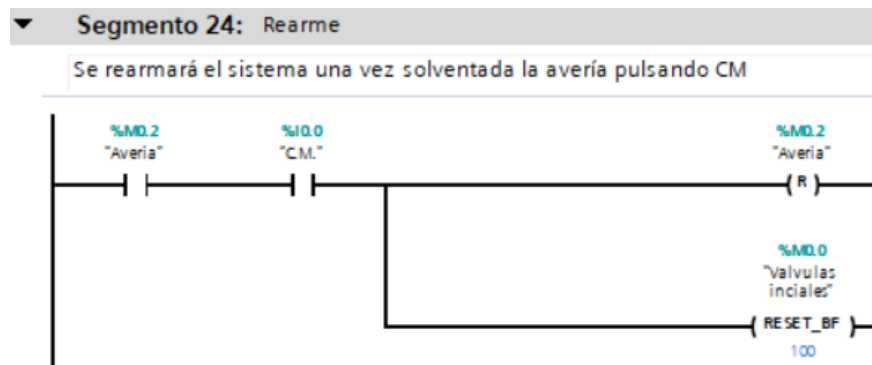 Segmento 24: Rearme
Se rearmará el sistema una vez solventada la avería pulsando CM
%M0.2
"Averia"
%I0.0
"C.M."
%M0.2
"Averia"
R
%M0.0
"Valvulas
inciales"
RESET_BF
100